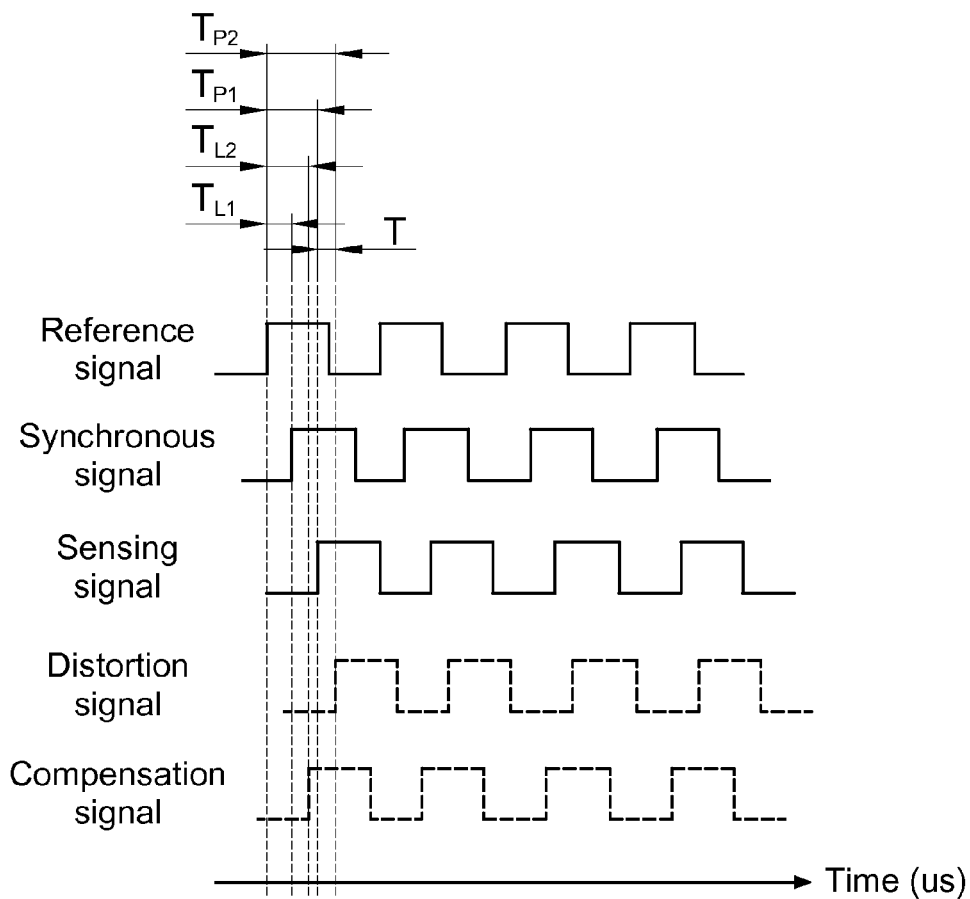 T_P2
T_P1
T_L2
T_L1
T
Reference
signal
Synchronous
signal
Sensing
signal
Distortion
signal
Compensation
signal
Time (us)